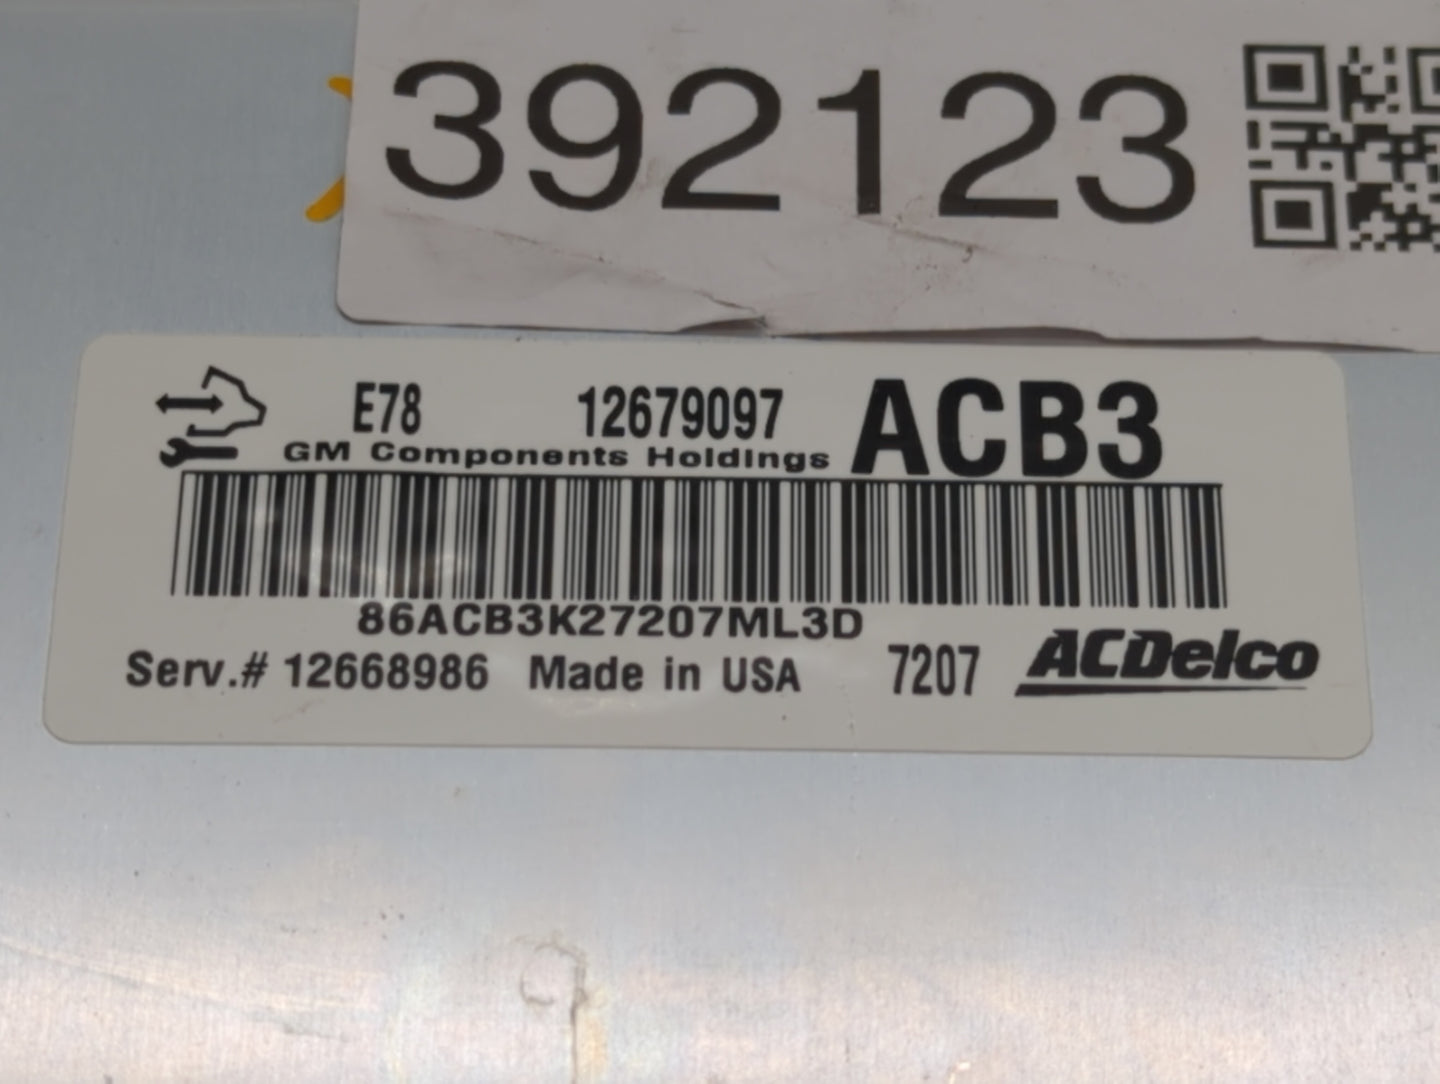 392123
E78 12679097 ACB3
GM Components Holdings
86ACB3K27207ML3D
Serv.# 12668986 Made in USA 7207 ACDelco